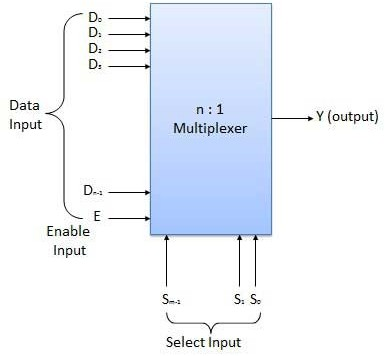 D₀
D₁
D₂
D₃
Data
Input
n : 1
Multiplexer
Y (output)
Dₙ₋₁
E
Enable
Input
Sₘ₋₁
S₁ S₀
Select Input